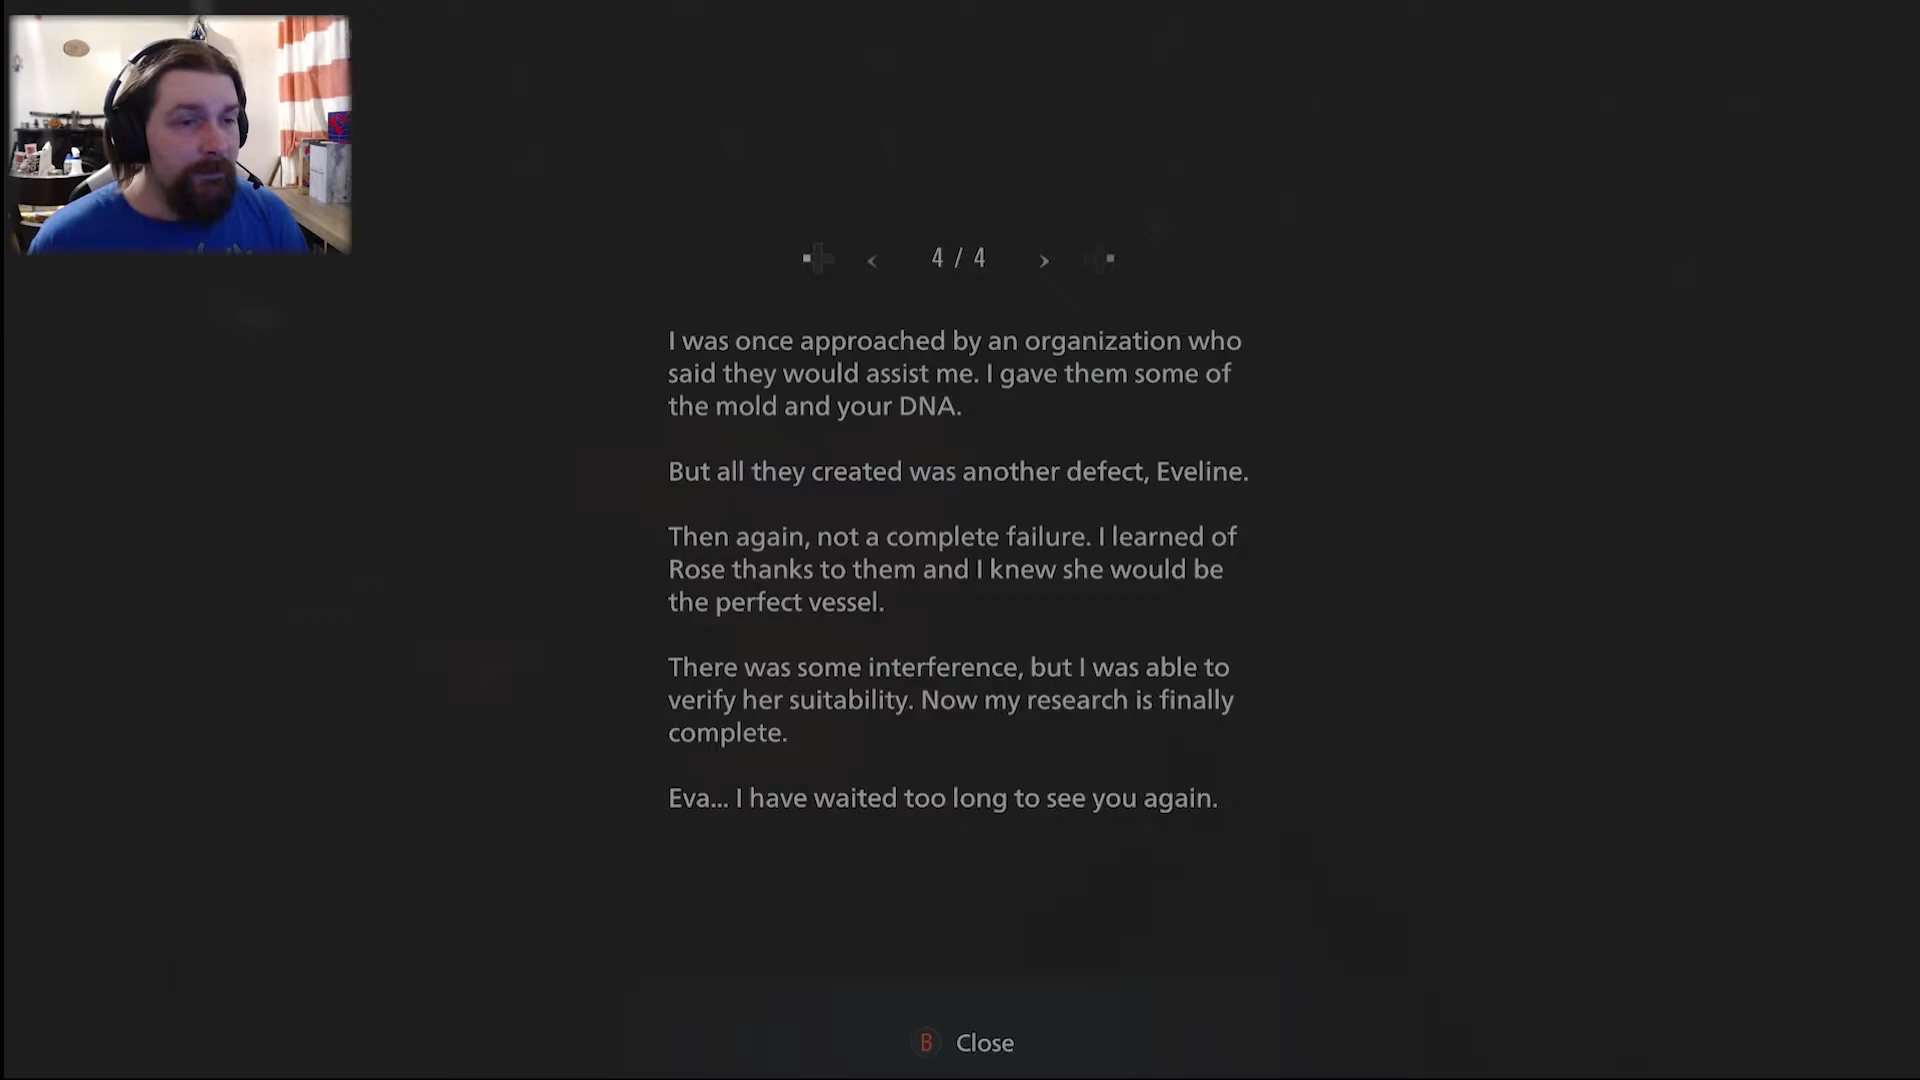 < 4 / 4 >
I was once approached by an organization who
said they would assist me. I gave them some of
the mold and your DNA.
But all they created was another defect, Eveline.
Then again, not a complete failure. I learned of
Rose thanks to them and I knew she would be
the perfect vessel.
There was some interference, but I was able to
verify her suitability. Now my research is finally
complete.
Eva... I have waited too long to see you again.
B Close